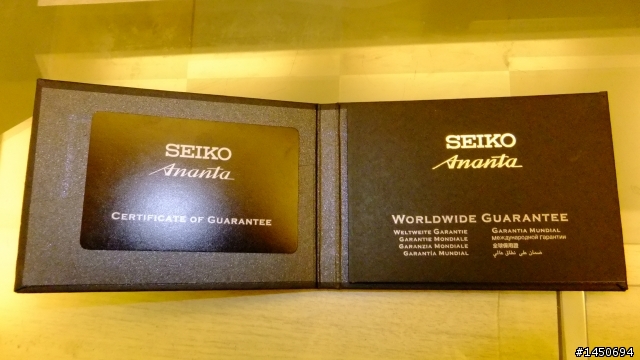 SEIKO
Ananta
CERTIFICATE OF GUARANTEE
SEIKO
Ananta
WORLDWIDE GUARANTEE
WELTWEITE GARANTIE
GARANTIE MONDIALE
GARANZIA MONDIALE
GARANTÍA MUNDIAL
GARANTIA MUNDIAL
МЕЖДУНАРОДНОЙ ГАРАНТИИ
全球保用證
ضمان على نطاق عالمي
#1450694